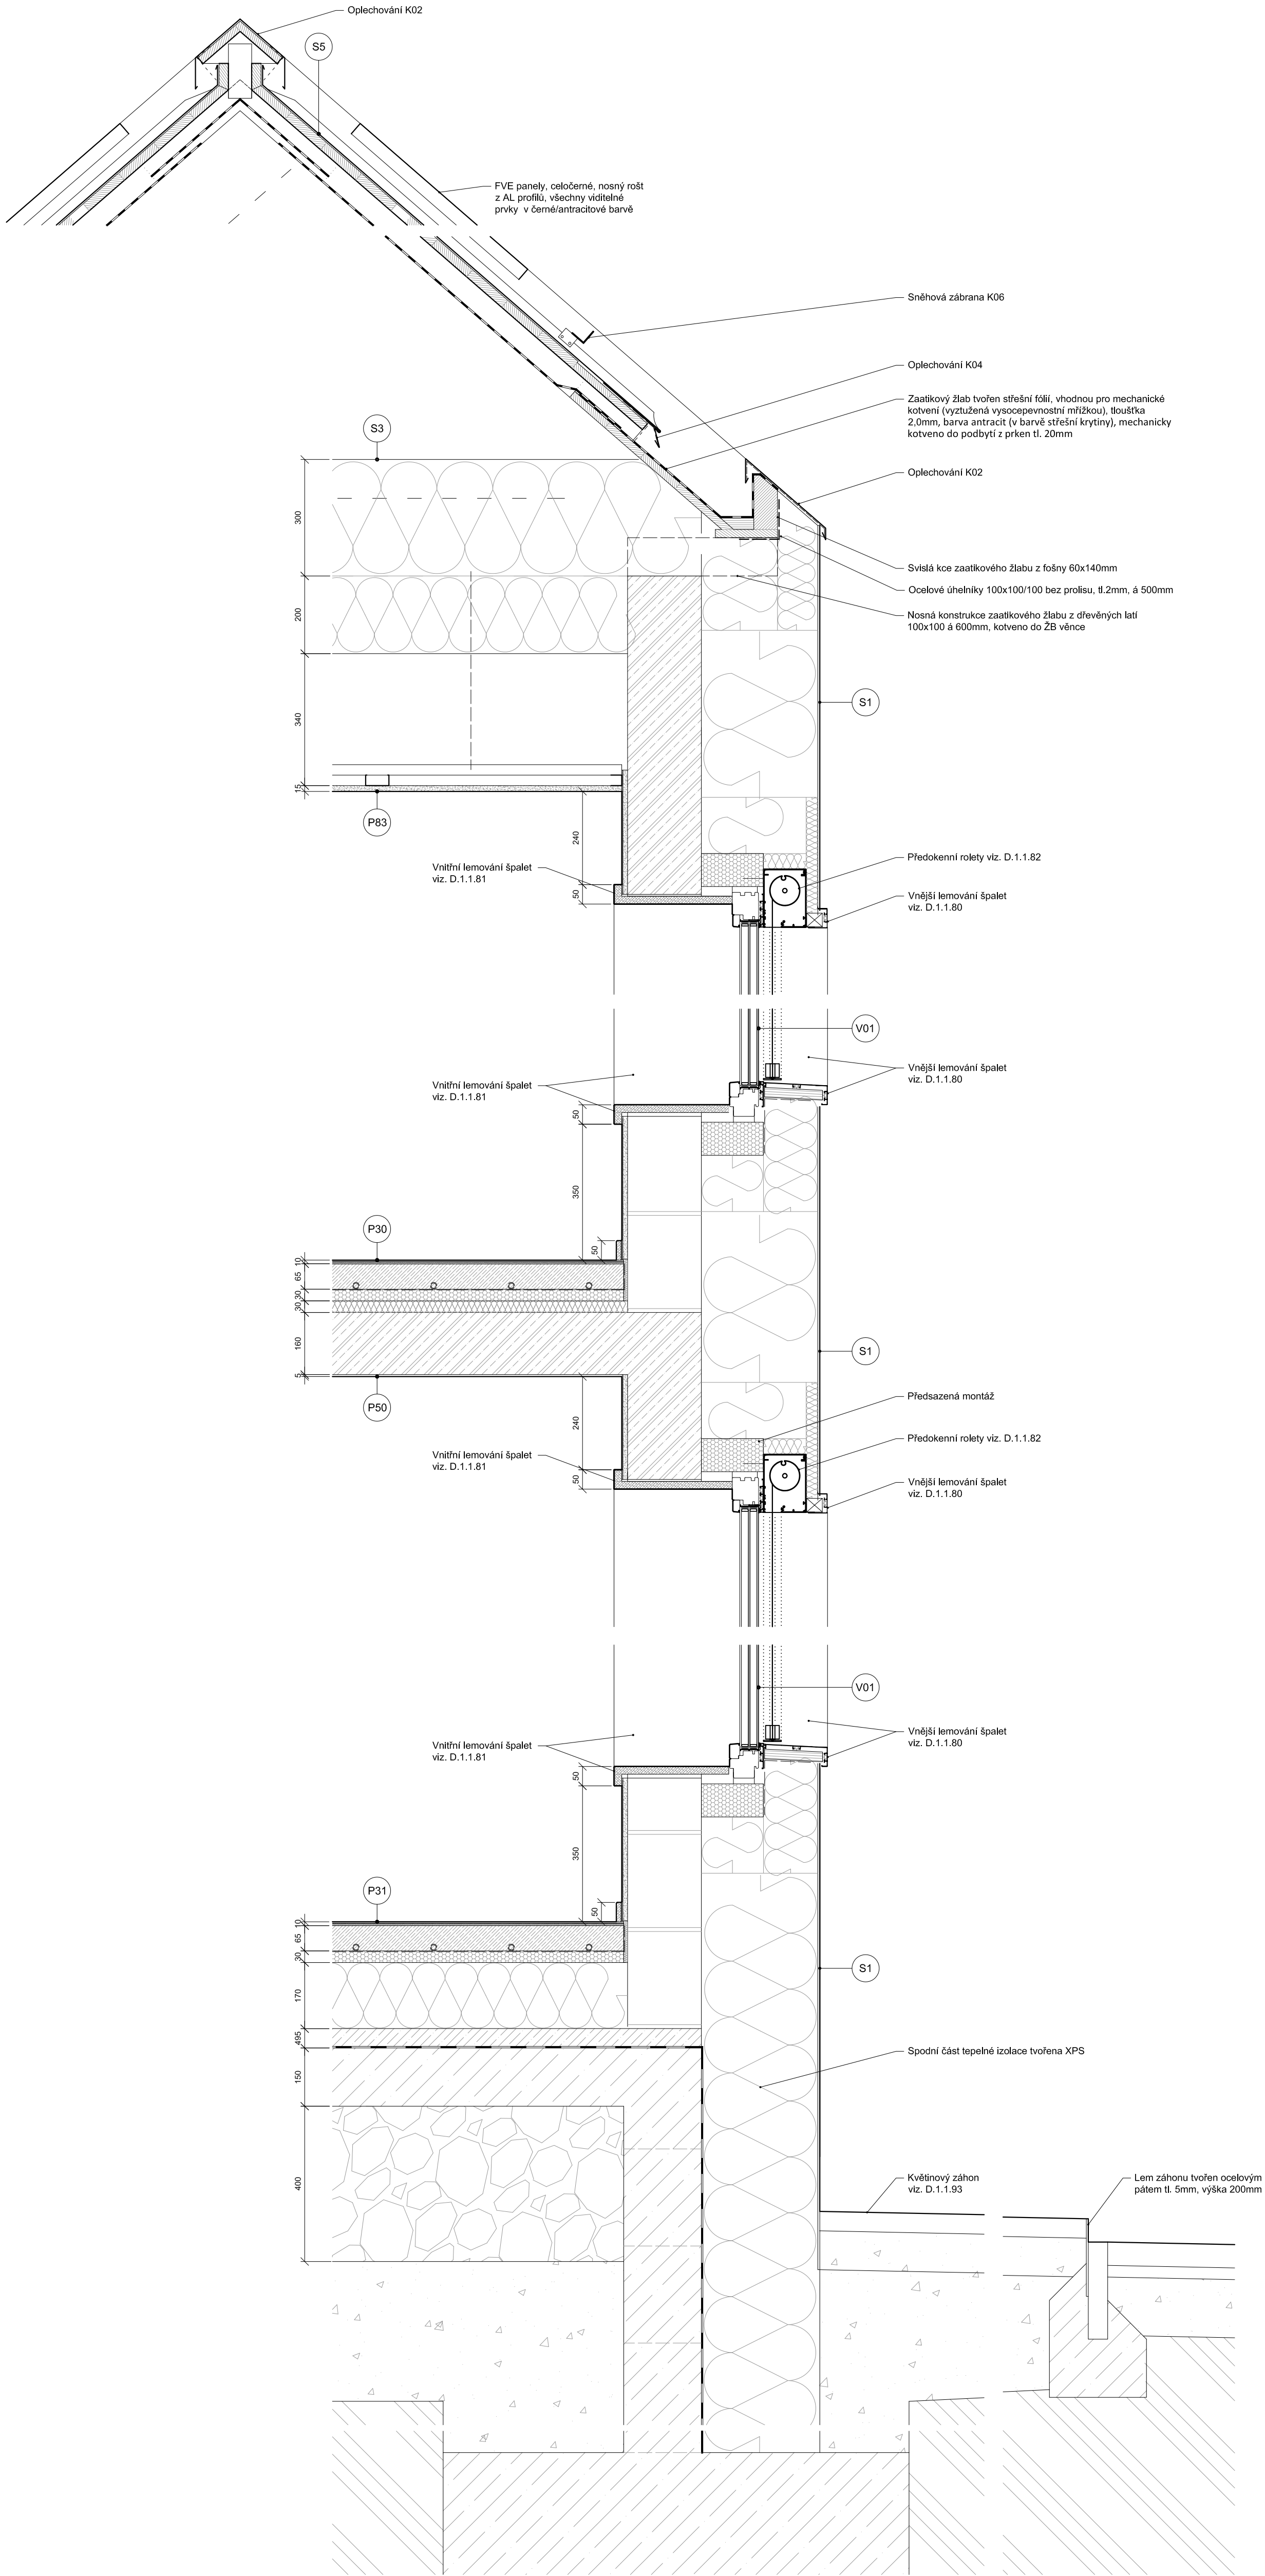 Oplechování K02
S5
FVE panely, celočerné, nosný rošt
z AL profilů, všechny viditelné
prvky v černé/antracitové barvě
Sněhová zábrana K06
Oplechování K04
Zaatikový žlab tvořen střešní fólií, vhodnou pro mechanické
kotvení (vyztužená vysocepevnostní mřížkou), tloušťka
2,0mm, barva antracit (v barvě střešní krytiny), mechanicky
kotveno do podbytí z prken tl. 20mm
S3
Oplechování K02
300
Svislá kce zaatikového žlabu z fošny 60x140mm
Ocelové úhelníky 100x100/100 bez prolisu, tl.2mm, á 500mm
200
Nosná konstrukce zaatikového žlabu z dřevěných latí
100x100 á 600mm, kotveno do ŽB věnce
340
S1
15
P83
240
Vnitřní lemování špalet
viz. D.1.1.81
50
Předokenní rolety viz. D.1.1.82
Vnější lemování špalet
viz. D.1.1.80
V01
Vnitřní lemování špalet
viz. D.1.1.81
Vnější lemování špalet
viz. D.1.1.80
50
350
P30
50
10
65
30
30
160
5
S1
P50
240
Předsazená montáž
Předokenní rolety viz. D.1.1.82
Vnitřní lemování špalet
viz. D.1.1.81
50
Vnější lemování špalet
viz. D.1.1.80
V01
Vnitřní lemování špalet
viz. D.1.1.81
Vnější lemování špalet
viz. D.1.1.80
50
350
P31
50
10
65
30
170
S1
495
150
Spodní část tepelné izolace tvořena XPS
400
Květinový záhon
viz. D.1.1.93
Lem záhonu tvořen ocelovým
pátem tl. 5mm, výška 200mm